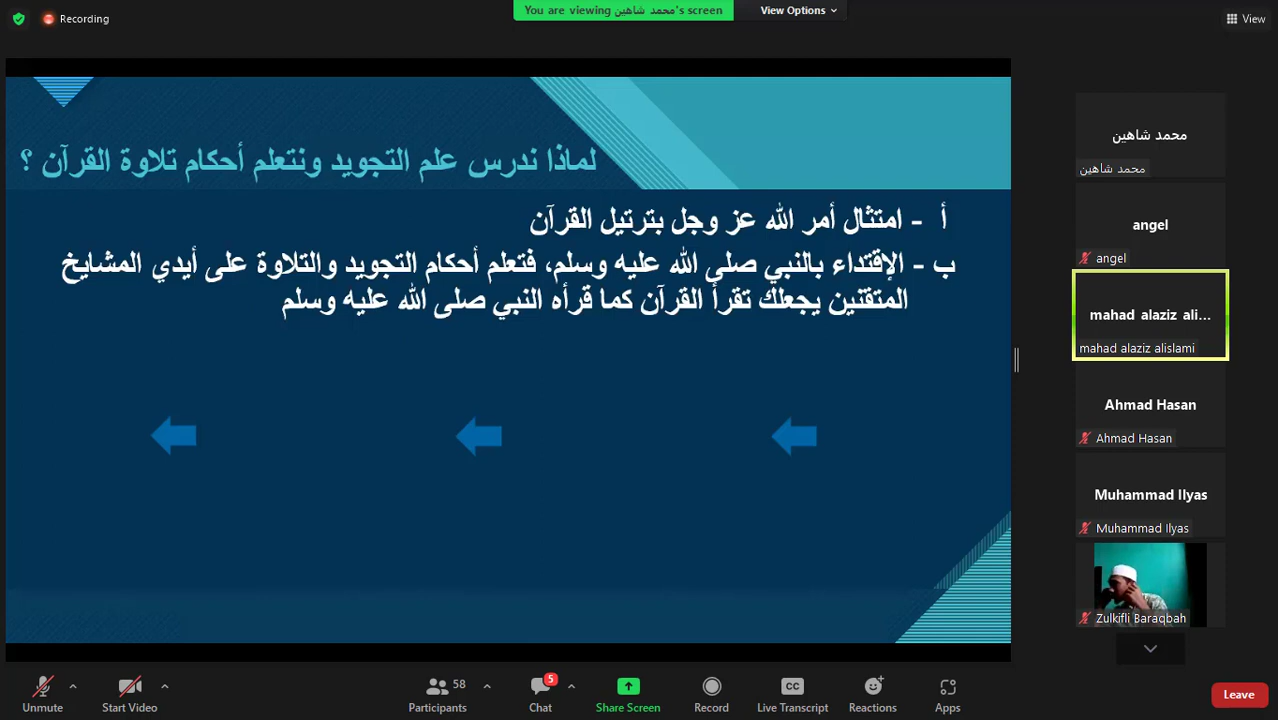 Recording
You are viewing محمد شاهين's screen
View Options
View
لماذا ندرس علم التجويد ونتعلم أحكام تلاوة القرآن ؟
أ - امتثال أمر الله عز وجل بترتيل القرآن
ب - الإقتداء بالنبي صلى الله عليه وسلم، فتعلم أحكام التجويد والتلاوة على أيدي المشايخ
المتقنين يجعلك تقرأ القرآن كما قرأه النبي صلى الله عليه وسلم
محمد شاهين
محمد شاهين
angel
angel
mahad alaziz ali...
mahad alaziz alislami
Ahmad Hasan
Ahmad Hasan
Muhammad Ilyas
Muhammad Ilyas
Zulkifli Baraqbah
Unmute
Start Video
58
Participants
5
Chat
Share Screen
Record
CC
Live Transcript
Reactions
Apps
Leave